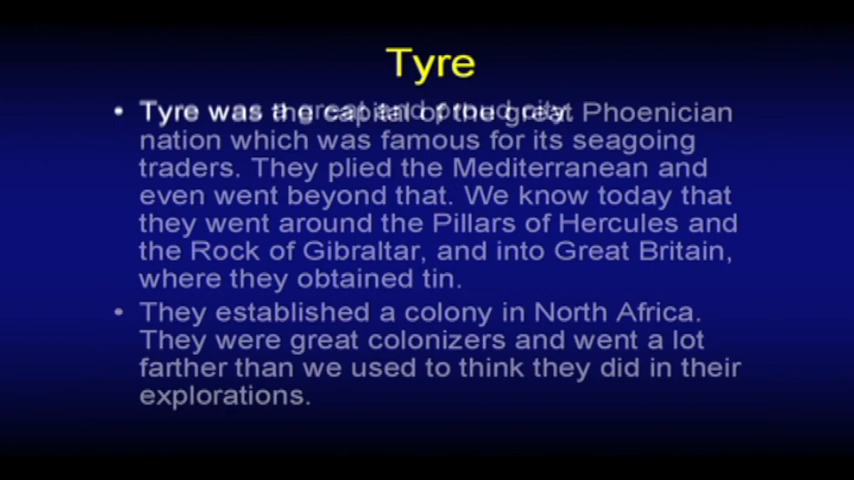 Tyre
• Tyre was the capital of the great Phoenician
nation which was famous for its seagoing
traders. They plied the Mediterranean and
even went beyond that. We know today that
they went around the Pillars of Hercules and
the Rock of Gibraltar, and into Great Britain,
where they obtained tin.
• They established a colony in North Africa.
They were great colonizers and went a lot
farther than we used to think they did in their
explorations.